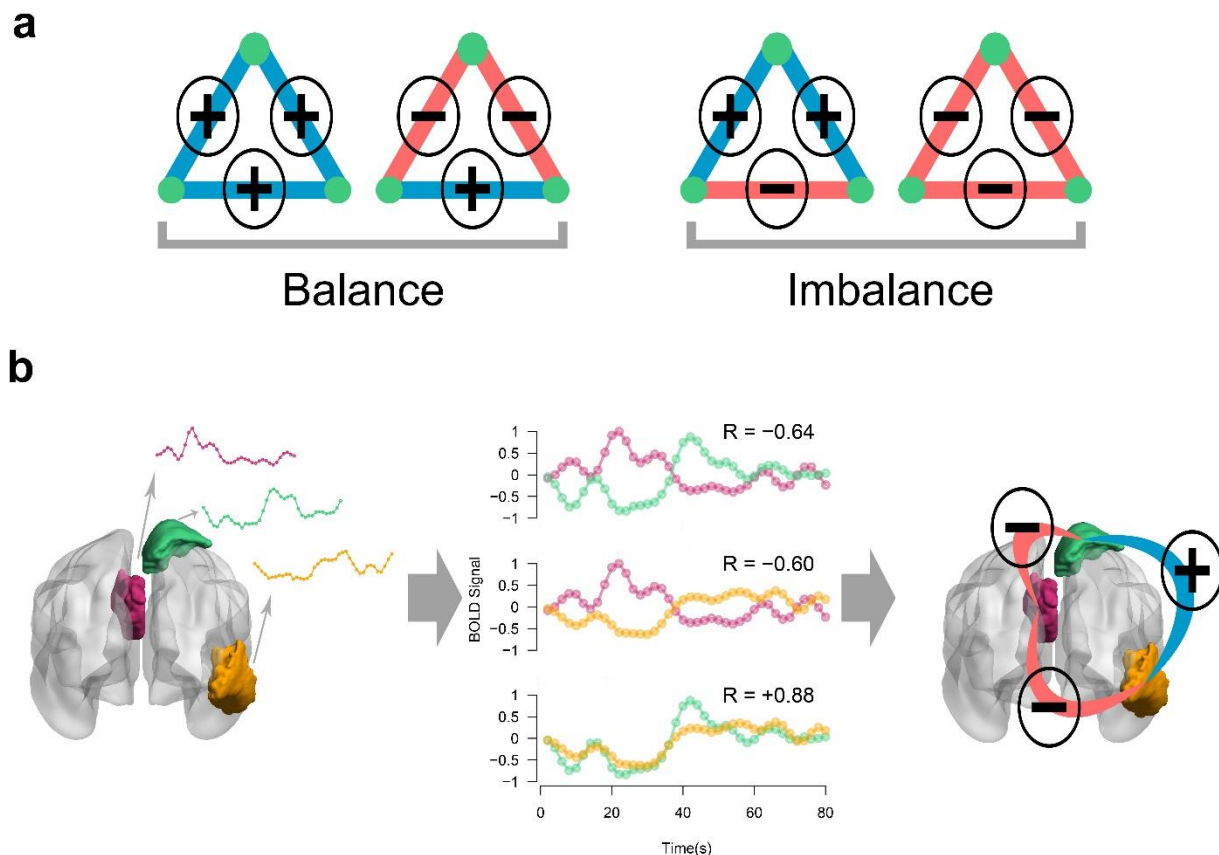 a
+ + + − − + + + − − − −
Balance Imbalance
b
R = −0.64
1
0.5
0
−0.5
−1
R = −0.60
1
0.5
0
−0.5
−1
BOLD Signal
R = +0.88
1
0.5
0
−0.5
−1
0 20 40 60 80
Time(s)
− + −